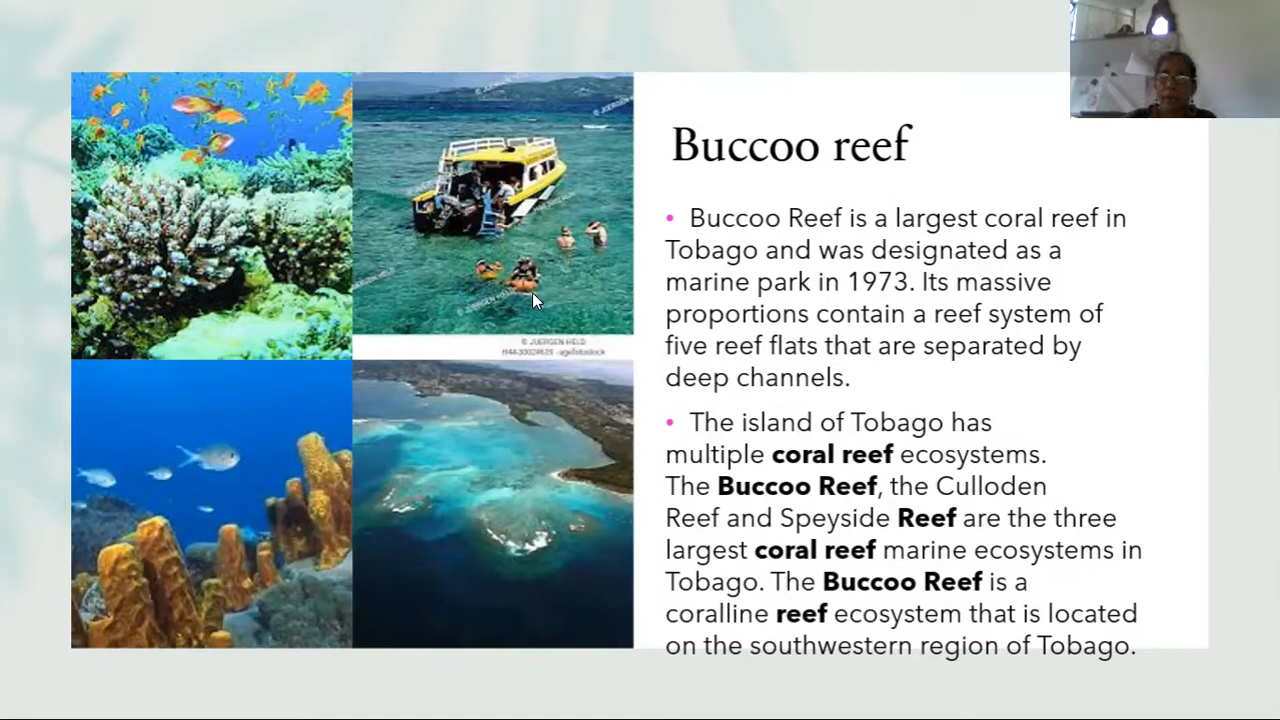 Buccoo reef
• Buccoo Reef is a largest coral reef in
Tobago and was designated as a
marine park in 1973. Its massive
proportions contain a reef system of
five reef flats that are separated by
deep channels.
• The island of Tobago has
multiple coral reef ecosystems.
The Buccoo Reef, the Culloden
Reef and Speyside Reef are the three
largest coral reef marine ecosystems in
Tobago. The Buccoo Reef is a
coralline reef ecosystem that is located
on the southwestern region of Tobago.
© JUERGEN HELD